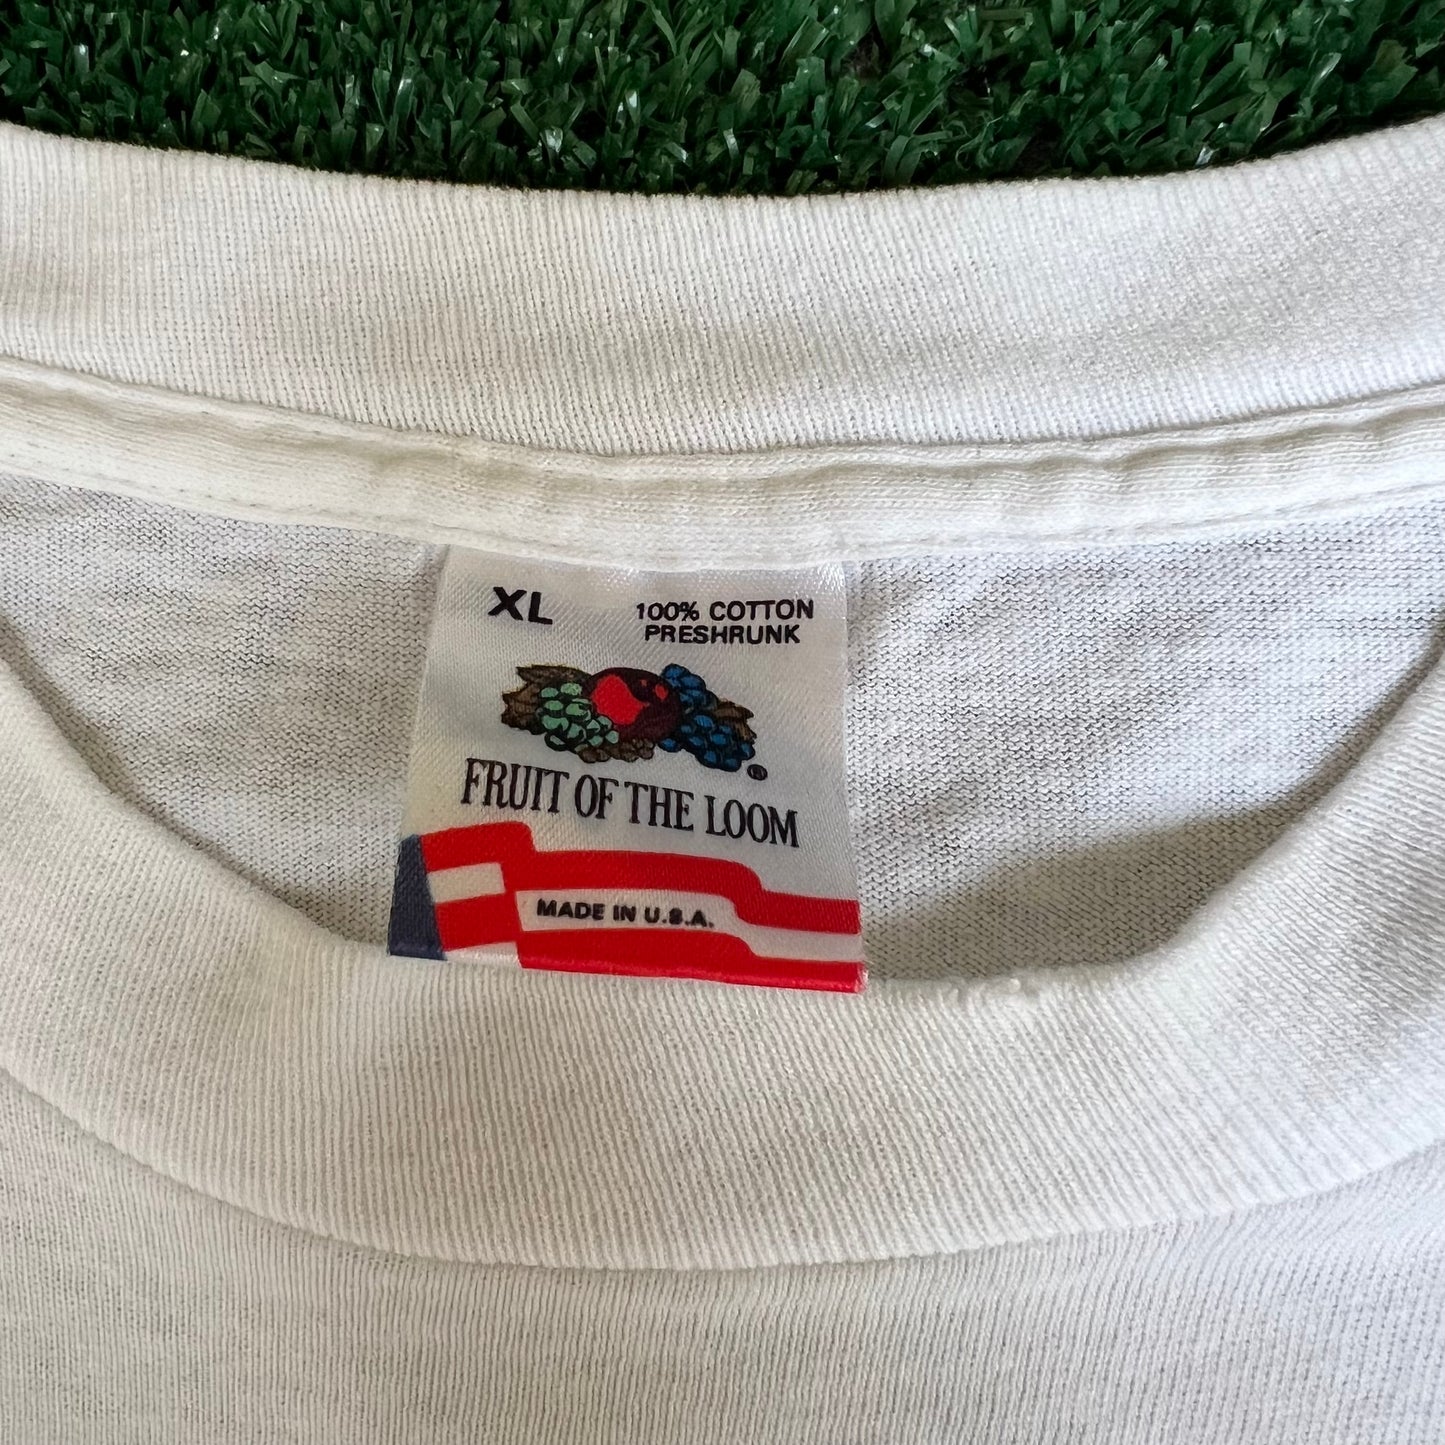 XL
100% COTTON
PRESHRUNK
®
FRUIT OF THE LOOM
MADE IN U.S.A.